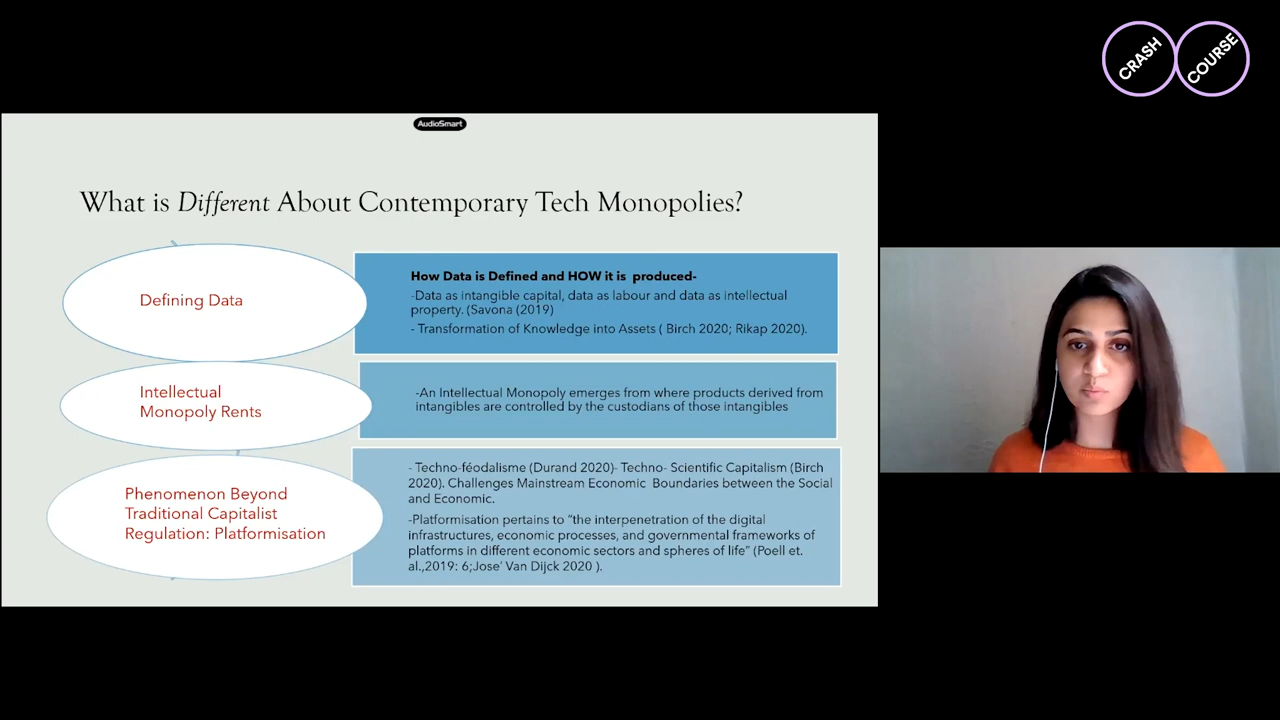 CRASH COURSE
AudioSmart
What is Different About Contemporary Tech Monopolies?
Defining Data
How Data is Defined and HOW it is produced-
-Data as intangible capital, data as labour and data as intellectual
property. (Savona (2019)
- Transformation of Knowledge into Assets ( Birch 2020; Rikap 2020).
Intellectual
Monopoly Rents
-An Intellectual Monopoly emerges from where products derived from
intangibles are controlled by the custodians of those intangibles
Phenomenon Beyond
Traditional Capitalist
Regulation: Platformisation
- Techno-féodalisme (Durand 2020)- Techno- Scientific Capitalism (Birch
2020). Challenges Mainstream Economic Boundaries between the Social
and Economic.
-Platformisation pertains to “the interpenetration of the digital
infrastructures, economic processes, and governmental frameworks of
platforms in different economic sectors and spheres of life” (Poell et.
al.,2019: 6;Jose’ Van Dijck 2020 ).